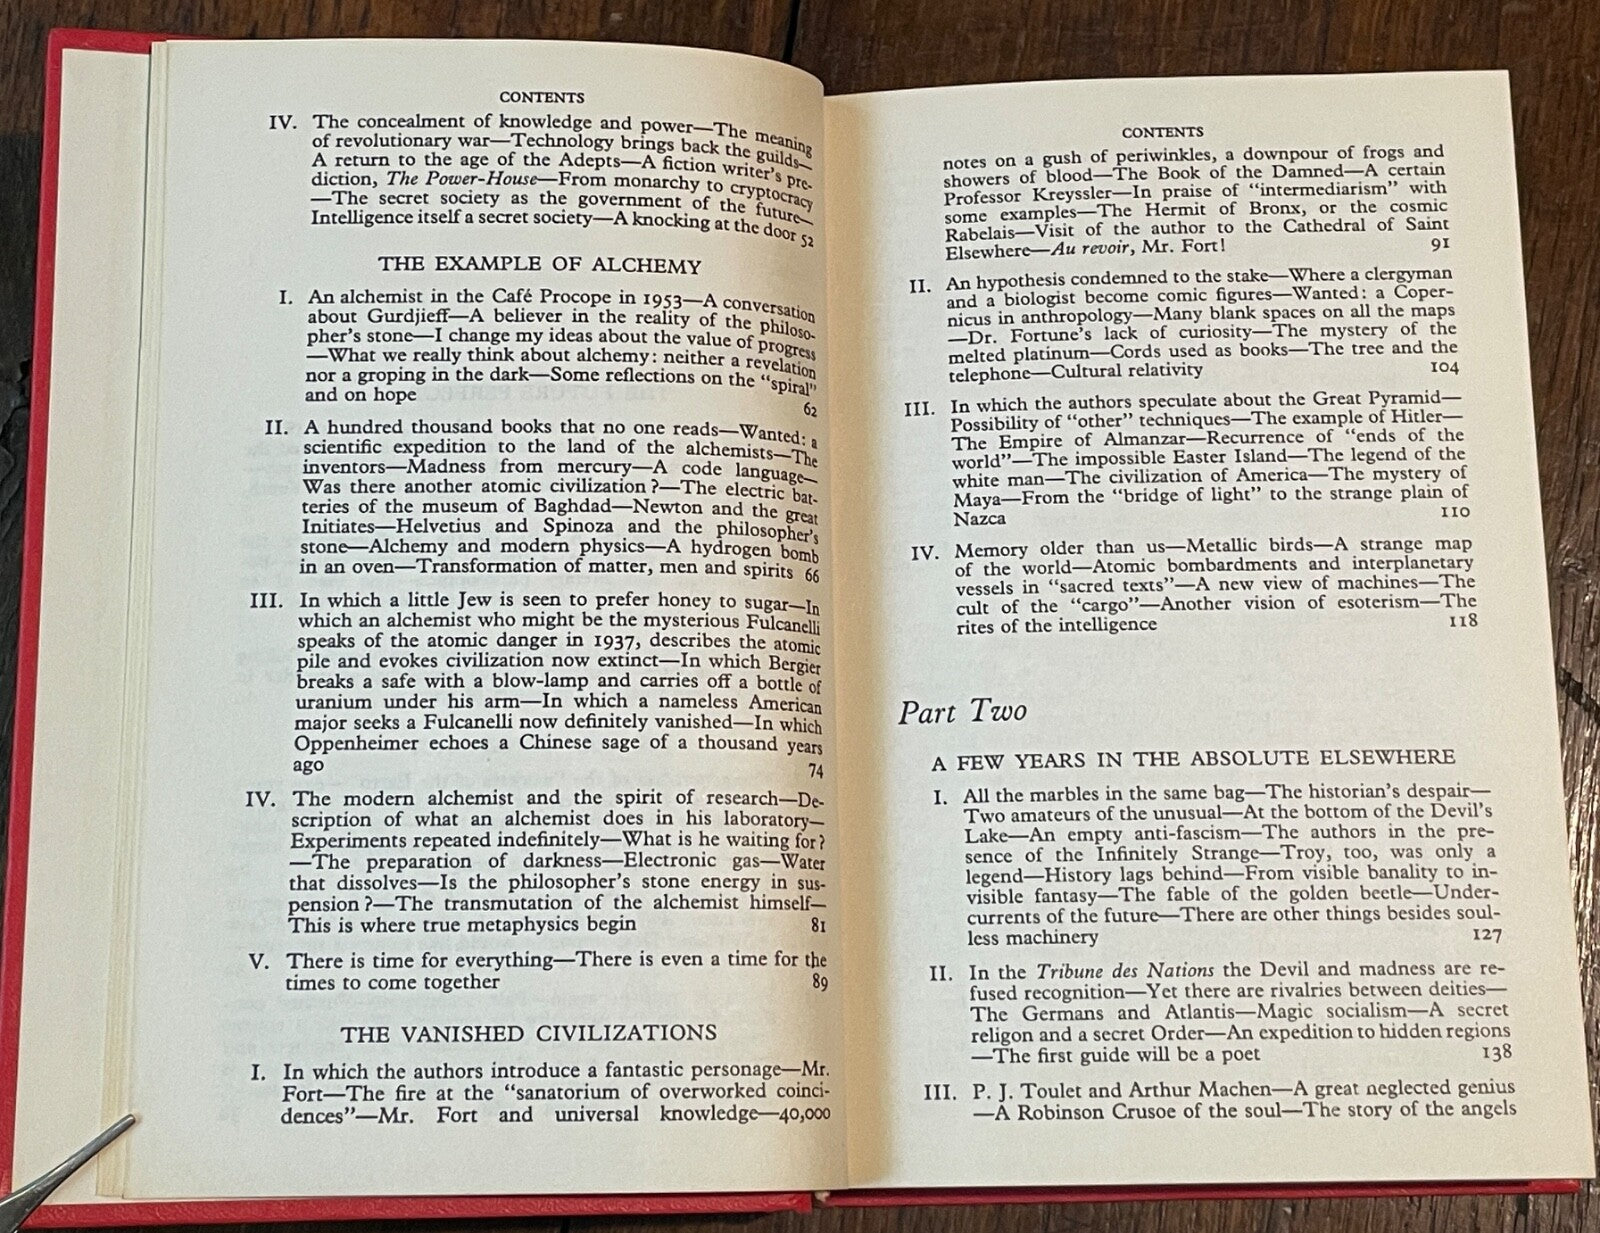 CONTENTS
IV. The concealment of knowledge and power—The meaning
of revolutionary war—Technology brings back the guilds—
A return to the age of the Adepts—A fiction writer's pre-
diction, The Power-House—From monarchy to cryptocracy
—The secret society as the government of the future—
Intelligence itself a secret society—A knocking at the door 52
THE EXAMPLE OF ALCHEMY
I. An alchemist in the Café Procope in 1953—A conversation
about Gurdjieff—A believer in the reality of the philoso-
pher's stone—I change my ideas about the value of progress
—What we really think about alchemy: neither a revelation
nor a groping in the dark—Some reflections on the "spiral"
and on hope 62
II. A hundred thousand books that no one reads—Wanted: a
scientific expedition to the land of the alchemists—The
inventors—Madness from mercury—A code language—
Was there another atomic civilization?—The electric bat-
teries of the museum of Baghdad—Newton and the great
Initiates—Helvetius and Spinoza and the philosopher's
stone—Alchemy and modern physics—A hydrogen bomb
in an oven—Transformation of matter, men and spirits 66
III. In which a little Jew is seen to prefer honey to sugar—In
which an alchemist who might be the mysterious Fulcanelli
speaks of the atomic danger in 1937, describes the atomic
pile and evokes civilization now extinct—In which Bergier
breaks a safe with a blow-lamp and carries off a bottle of
uranium under his arm—In which a nameless American
major seeks a Fulcanelli now definitely vanished—In which
Oppenheimer echoes a Chinese sage of a thousand years
ago 74
IV. The modern alchemist and the spirit of research—De-
scription of what an alchemist does in his laboratory—
Experiments repeated indefinitely—What is he waiting for?
—The preparation of darkness—Electronic gas—Water
that dissolves—Is the philosopher's stone energy in sus-
pension?—The transmutation of the alchemist himself—
This is where true metaphysics begin 81
V. There is time for everything—There is even a time for the
times to come together 89
THE VANISHED CIVILIZATIONS
I. In which the authors introduce a fantastic personage—Mr.
Fort—The fire at the "sanatorium of overworked coinci-
dences"—Mr. Fort and universal knowledge—40,000
CONTENTS
notes on a gush of periwinkles, a downpour of frogs and
showers of blood—The Book of the Damned—A certain
Professor Kreyssler—In praise of "intermediarism" with
some examples—The Hermit of Bronx, or the cosmic
Rabelais—Visit of the author to the Cathedral of Saint
Elsewhere—Au revoir, Mr. Fort! 91
II. An hypothesis condemned to the stake—Where a clergyman
and a biologist become comic figures—Wanted: a Coper-
nicus in anthropology—Many blank spaces on all the maps
—Dr. Fortune's lack of curiosity—The mystery of the
melted platinum—Cords used as books—The tree and the
telephone—Cultural relativity 104
III. In which the authors speculate about the Great Pyramid—
Possibility of "other" techniques—The example of Hitler—
The Empire of Almanzar—Recurrence of "ends of the
world"—The impossible Easter Island—The legend of the
white man—The civilization of America—The mystery of
Maya—From the "bridge of light" to the strange plain of
Nazca 110
IV. Memory older than us—Metallic birds—A strange map
of the world—Atomic bombardments and interplanetary
vessels in "sacred texts"—A new view of machines—The
cult of the "cargo"—Another vision of esoterism—The
rites of the intelligence 118
Part Two
A FEW YEARS IN THE ABSOLUTE ELSEWHERE
I. All the marbles in the same bag—The historian's despair—
Two amateurs of the unusual—At the bottom of the Devil's
Lake—An empty anti-fascism—The authors in the pre-
sence of the Infinitely Strange—Troy, too, was only a
legend—History lags behind—From visible banality to in-
visible fantasy—The fable of the golden beetle—Under-
currents of the future—There are other things besides soul-
less machinery 127
II. In the Tribune des Nations the Devil and madness are re-
fused recognition—Yet there are rivalries between deities—
The Germans and Atlantis—Magic socialism—A secret
religon and a secret Order—An expedition to hidden regions
—The first guide will be a poet 138
III. P. J. Toulet and Arthur Machen—A great neglected genius
—A Robinson Crusoe of the soul—The story of the angels